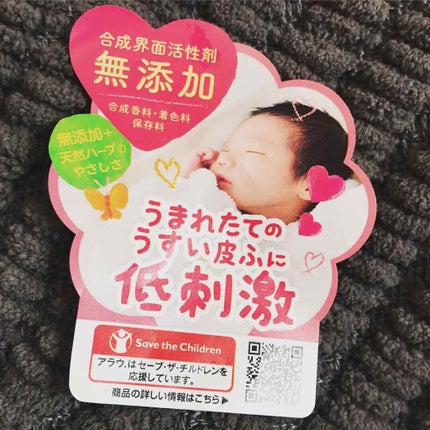 合成界面活性剤
無添加
合成香料・着色料
保存料
無添加+
天然ハーブの
やさしさ
うまれたての
うすい皮ふに
低刺激
Save the Children
アラウ.は セーブ・ザ・チルドレンを
応援しています。
商品の詳しい情報はこちら▶